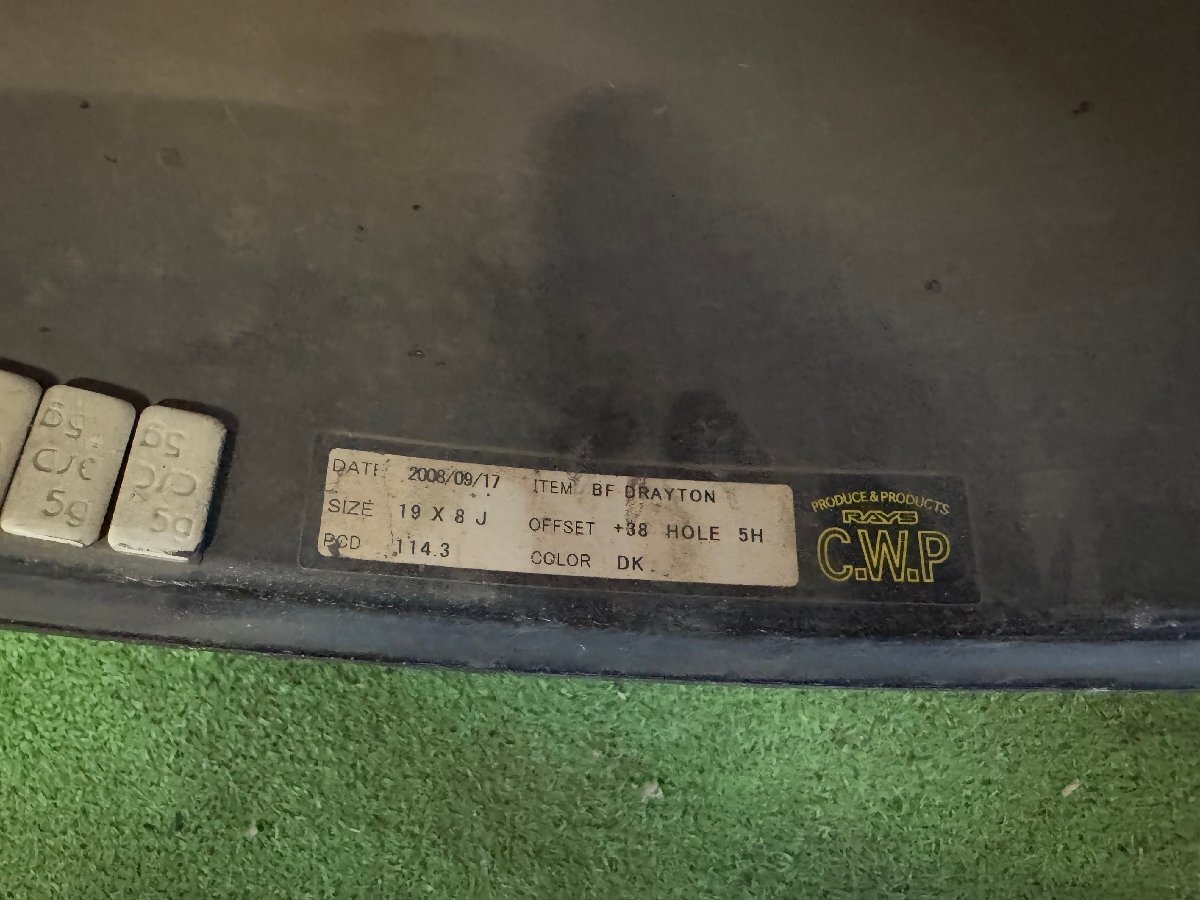 5g
C/C
5g
5g
C/C
5g
DATE 2008/09/17 ITEM BF DRAYTON
SIZE 19 X 8 J OFFSET +38 HOLE 5H
PCD 114.3 COLOR DK
PRODUCE & PRODUCTS
RAYS
C.W.P